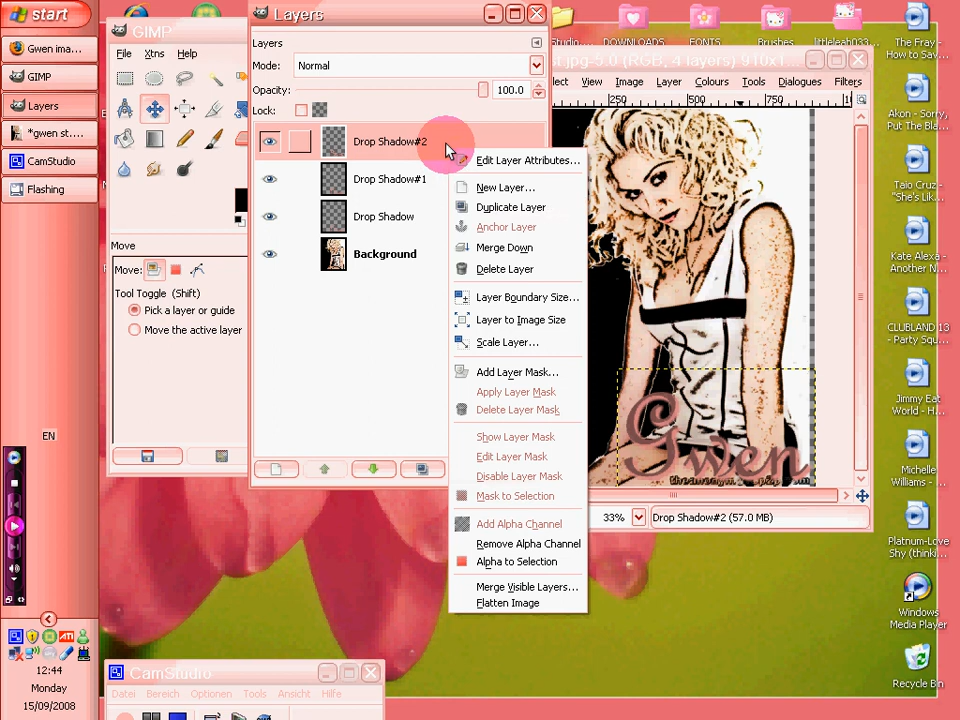 start
Gwen ima...
GIMP
Layers
*gwen st....
CamStudio
Flashing
EN
12:44
Monday
15/09/2008
GIMP
File Xtns Help
Move
Move:
Tool Toggle (Shift)
Pick a layer or guide
Move the active layer
Layers
Layers
Mode: Normal
Opacity: 100.0
Lock:
Drop Shadow#2
Drop Shadow#1
Drop Shadow
Background
Edit Layer Attributes...
New Layer...
Duplicate Layer
Anchor Layer
Merge Down
Delete Layer
Layer Boundary Size...
Layer to Image Size
Scale Layer...
Add Layer Mask...
Apply Layer Mask
Delete Layer Mask
Show Layer Mask
Edit Layer Mask
Disable Layer Mask
Mask to Selection
Add Alpha Channel
Remove Alpha Channel
Alpha to Selection
Merge Visible Layers...
Flatten Image
st.jpg-5.0 (RGB, 4 layers) 910x1...
lect View Image Layer Colours Tools Dialogues Filters
250 500 750
Gwen
33% Drop Shadow#2 (57.0 MB)
CamStudio
Datei Bereich Optionen Tools Ansicht Hilfe
Studio....
DOWNLOADS
FONTS
Brushes
littleleah033...
The Fray -
How to Sav...
Akon - Sorry,
Put The Bla...
Taio Cruz -
"She's Lik...
Kate Alexa -
Another N...
CLUBLAND 13
- Party Squ...
Jimmy Eat
World - H...
Michelle
Williams - ...
Platnum-Love
Shy (thinki...
Windows
Media Player
Recycle Bin